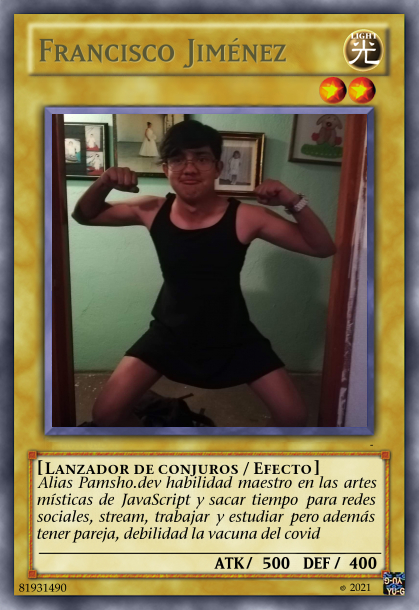 Francisco Jiménez
LIGHT
光
[Lanzador de conjuros / Efecto]
Alias Pamsho.dev habilidad maestro en las artes
místicas de JavaScript y sacar tiempo para redes
sociales, stream, trabajar y estudiar pero además
tener pareja, debilidad la vacuna del covid
ATK/ 500 DEF/ 400
81931490
© 2021
YU-G